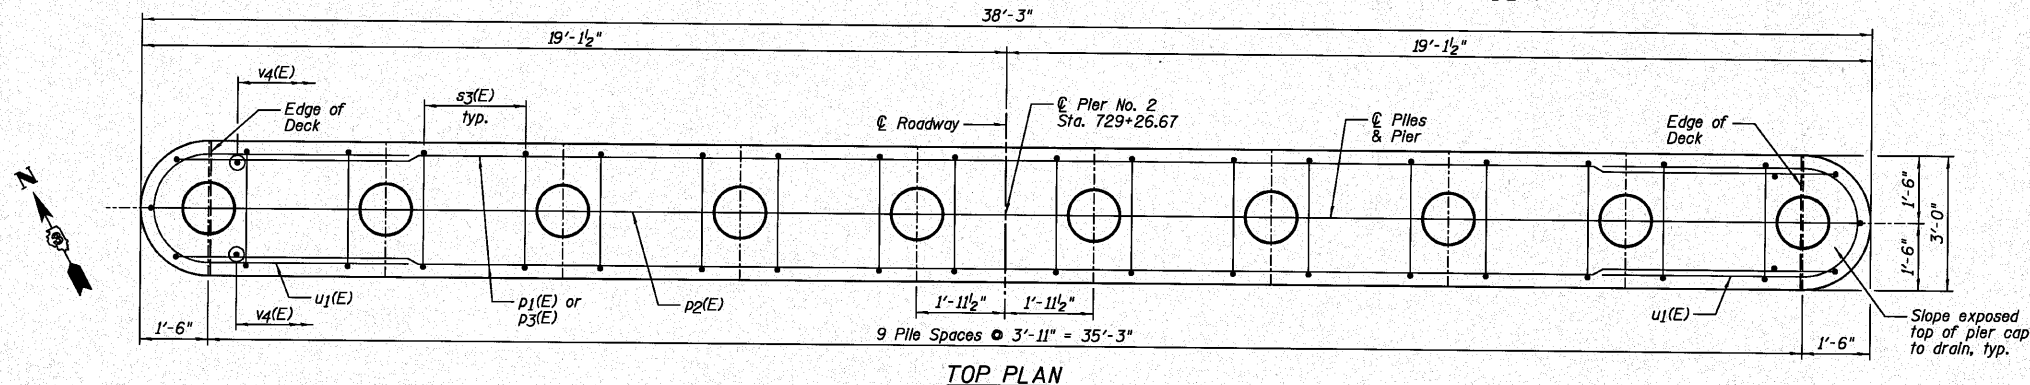 38'-3"
19'-1½"
19'-1½"
v4(E)
s3(E)
typ.
Edge of
Deck
℄ Roadway
℄ Pier No. 2
Sta. 729+26.67
℄ Piles
& Pier
Edge of
Deck
N
1'-6"
3'-0"
1'-6"
u1(E)
v4(E)
p1(E) or
p3(E)
p2(E)
1'-11½"
1'-11½"
u1(E)
Slope exposed
top of pier cap
to drain, typ.
1'-6"
9 Pile Spaces @ 3'-11" = 35'-3"
1'-6"
TOP PLAN